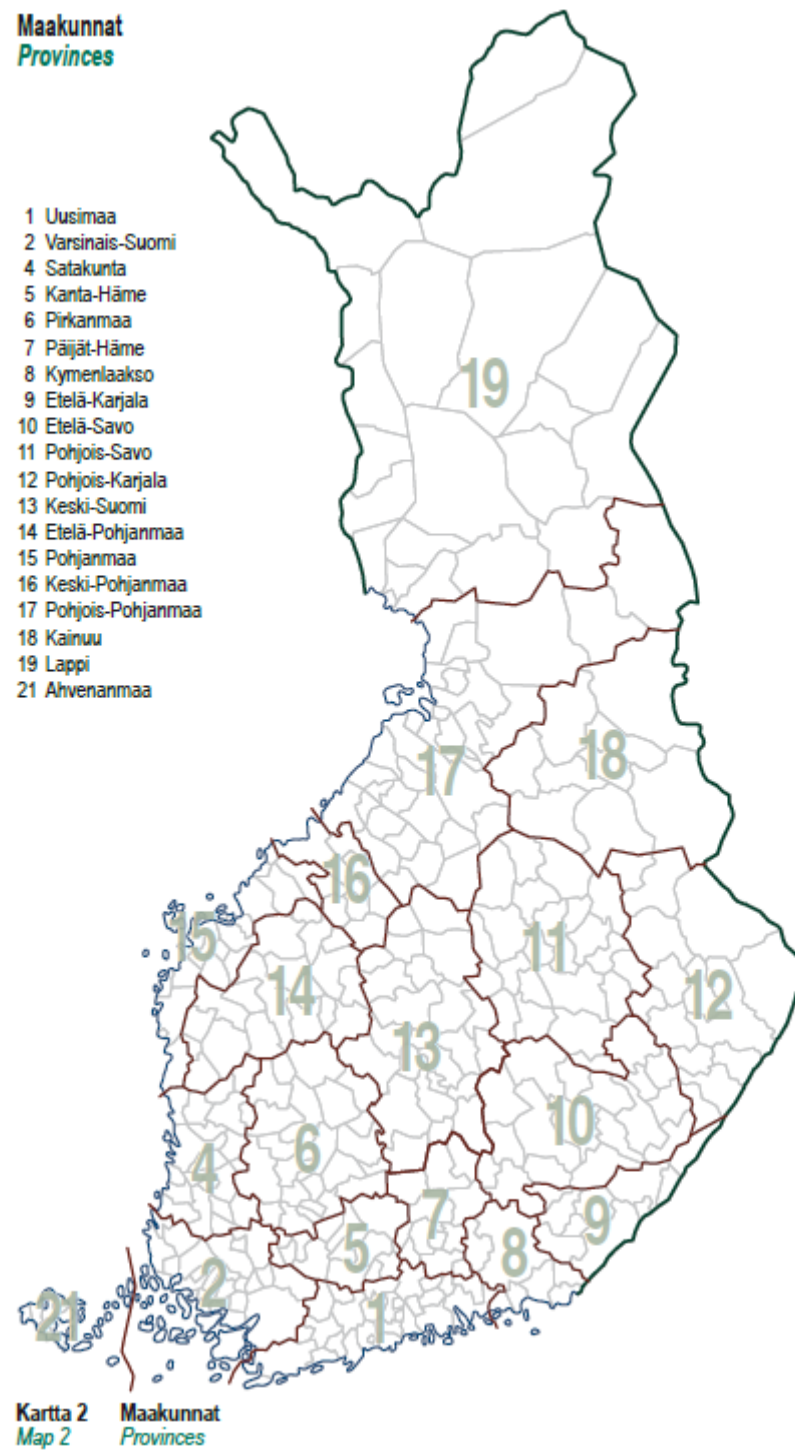 Maakunnat
Provinces
1 Uusimaa
2 Varsinais-Suomi
4 Satakunta
5 Kanta-Häme
6 Pirkanmaa
7 Päijät-Häme
8 Kymenlaakso
9 Etelä-Karjala
10 Etelä-Savo
11 Pohjois-Savo
12 Pohjois-Karjala
13 Keski-Suomi
14 Etelä-Pohjanmaa
15 Pohjanmaa
16 Keski-Pohjanmaa
17 Pohjois-Pohjanmaa
18 Kainuu
19 Lappi
21 Ahvenanmaa
19
17
18
16
15
14
11
12
13
10
6
4
7
9
5
8
2
21
1
Kartta 2 Maakunnat
Map 2 Provinces